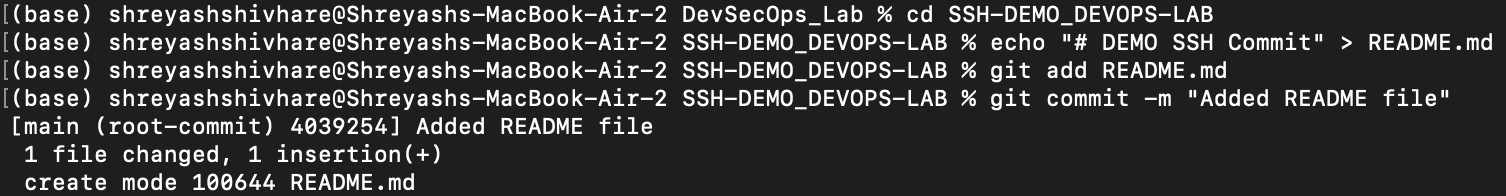 [(base) shreyashshivhare@Shreyashs-MacBook-Air-2 DevSecOps_Lab % cd SSH-DEMO_DEVOPS-LAB
[(base) shreyashshivhare@Shreyashs-MacBook-Air-2 SSH-DEMO_DEVOPS-LAB % echo "# DEMO SSH Commit" > README.md
[(base) shreyashshivhare@Shreyashs-MacBook-Air-2 SSH-DEMO_DEVOPS-LAB % git add README.md
[(base) shreyashshivhare@Shreyashs-MacBook-Air-2 SSH-DEMO_DEVOPS-LAB % git commit -m "Added README file"
[main (root-commit) 4039254] Added README file
1 file changed, 1 insertion(+)
create mode 100644 README.md